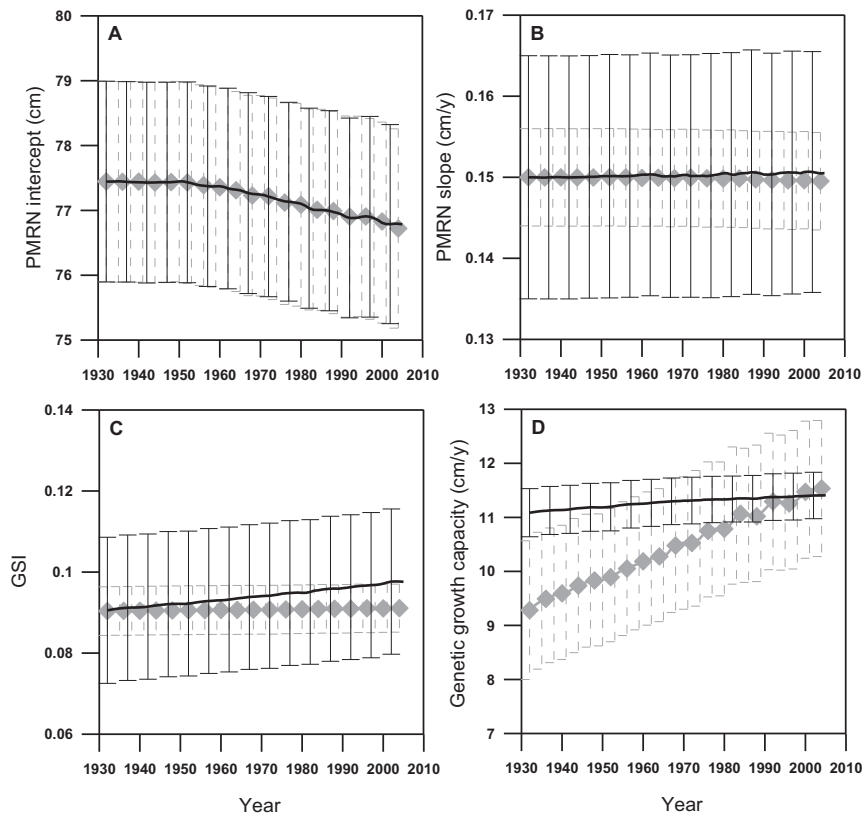 A
PMRN intercept (cm)
80
79
78
77
76
75
1930 1940 1950 1960 1970 1980 1990 2000 2010
B
PMRN slope (cm/y)
0.17
0.16
0.15
0.14
0.13
1930 1940 1950 1960 1970 1980 1990 2000 2010
C
GSI
0.14
0.12
0.1
0.08
0.06
1930 1940 1950 1960 1970 1980 1990 2000 2010
Year
D
Genetic growth capacity (cm/y)
13
12
11
10
9
8
7
1930 1940 1950 1960 1970 1980 1990 2000 2010
Year